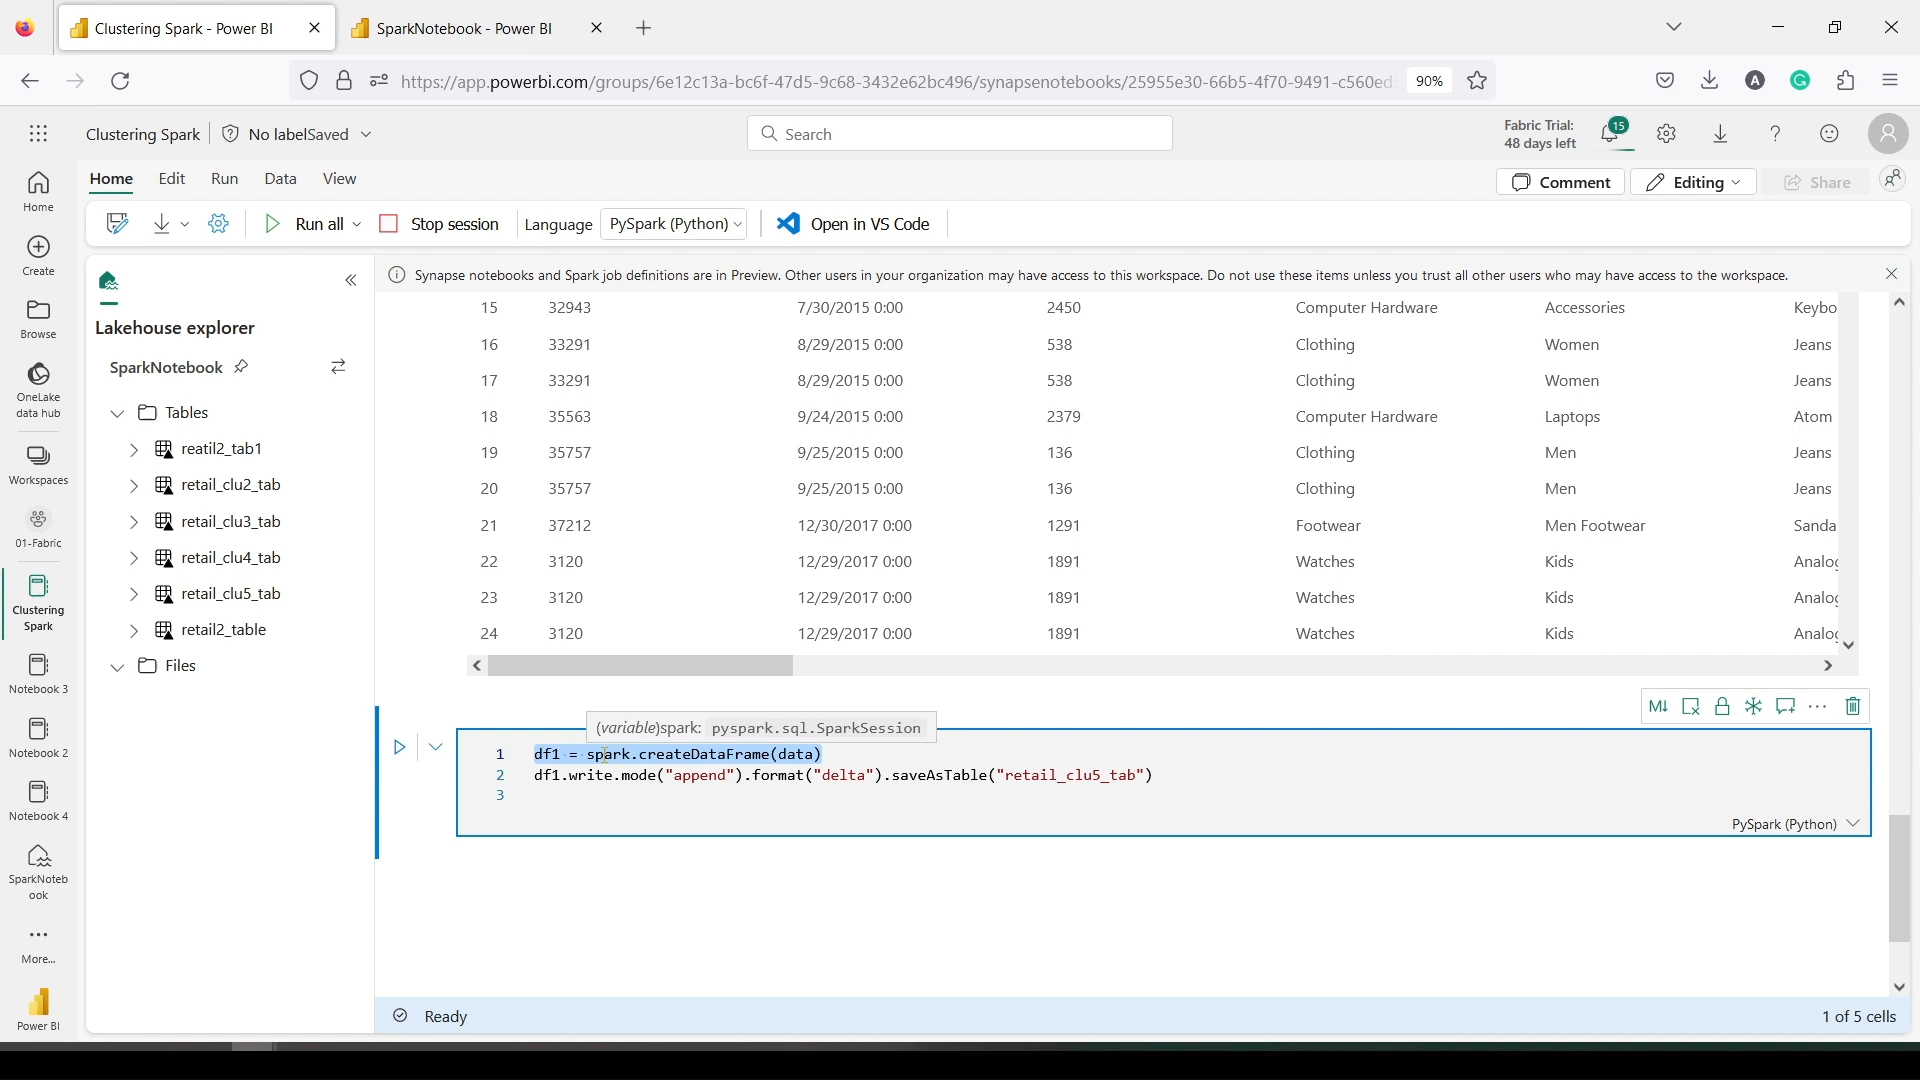 Clustering Spark - Power BI
SparkNotebook - Power BI
https://app.powerbi.com/groups/6e12c13a-bc6f-47d5-9c68-3432e62bc496/synapsenotebooks/25955e30-66b5-4f70-9491-c560ed
90%
A
Clustering Spark
No labelSaved
Search
Fabric Trial:
48 days left
15
?
Home Edit Run Data View
Comment
Editing
Share
Run all
Stop session
Language
PySpark (Python)
Open in VS Code
Home
Create
Browse
OneLake
data hub
Workspaces
01-Fabric
Clustering
Spark
Notebook 3
Notebook 2
Notebook 4
SparkNoteb
ook
More...
Power BI
Lakehouse explorer
SparkNotebook
Tables
reatil2_tab1
retail_clu2_tab
retail_clu3_tab
retail_clu4_tab
retail_clu5_tab
retail2_table
Files
Synapse notebooks and Spark job definitions are in Preview. Other users in your organization may have access to this workspace. Do not use these items unless you trust all other users who may have access to the workspace.
15 32943 7/30/2015 0:00 2450 Computer Hardware Accessories Keybo
16 33291 8/29/2015 0:00 538 Clothing Women Jeans
17 33291 8/29/2015 0:00 538 Clothing Women Jeans
18 35563 9/24/2015 0:00 2379 Computer Hardware Laptops Atom
19 35757 9/25/2015 0:00 136 Clothing Men Jeans
20 35757 9/25/2015 0:00 136 Clothing Men Jeans
21 37212 12/30/2017 0:00 1291 Footwear Men Footwear Sanda
22 3120 12/29/2017 0:00 1891 Watches Kids Analog
23 3120 12/29/2017 0:00 1891 Watches Kids Analog
24 3120 12/29/2017 0:00 1891 Watches Kids Analog
M↓
(variable)spark: pyspark.sql.SparkSession
1 df1 = spark.createDataFrame(data)
2 df1.write.mode("append").format("delta").saveAsTable("retail_clu5_tab")
3
PySpark (Python)
Ready
1 of 5 cells